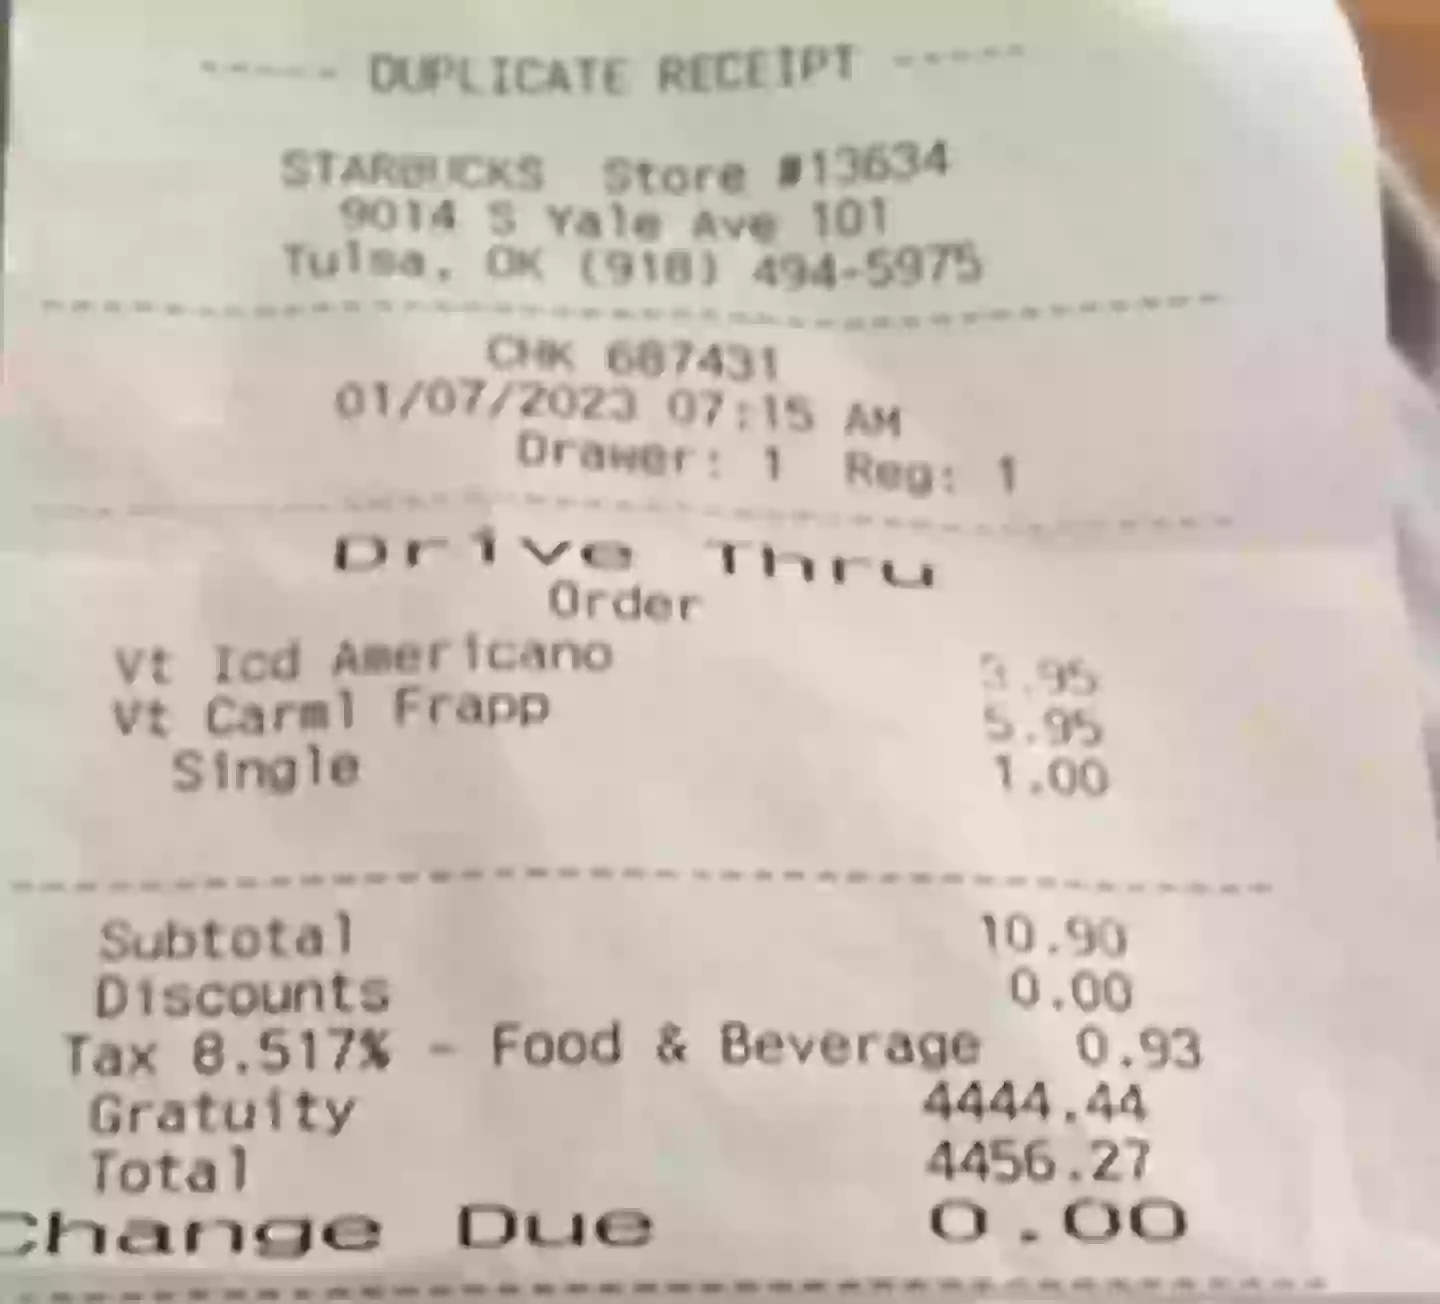 ----- DUPLICATE RECEIPT -----
STARBUCKS Store #13634
9014 S Yale Ave 101
Tulsa, OK (918) 494-5975
CHK 687431
01/07/2023 07:15 AM
Drawer: 1 Reg: 1
Drive Thru
Order
Vt Icd Americano 3.95
Vt Carml Frapp 5.95
Single 1.00
Subtotal 10.90
Discounts 0.00
Tax 8.517% - Food & Beverage 0.93
Gratuity 4444.44
Total 4456.27
Change Due 0.00